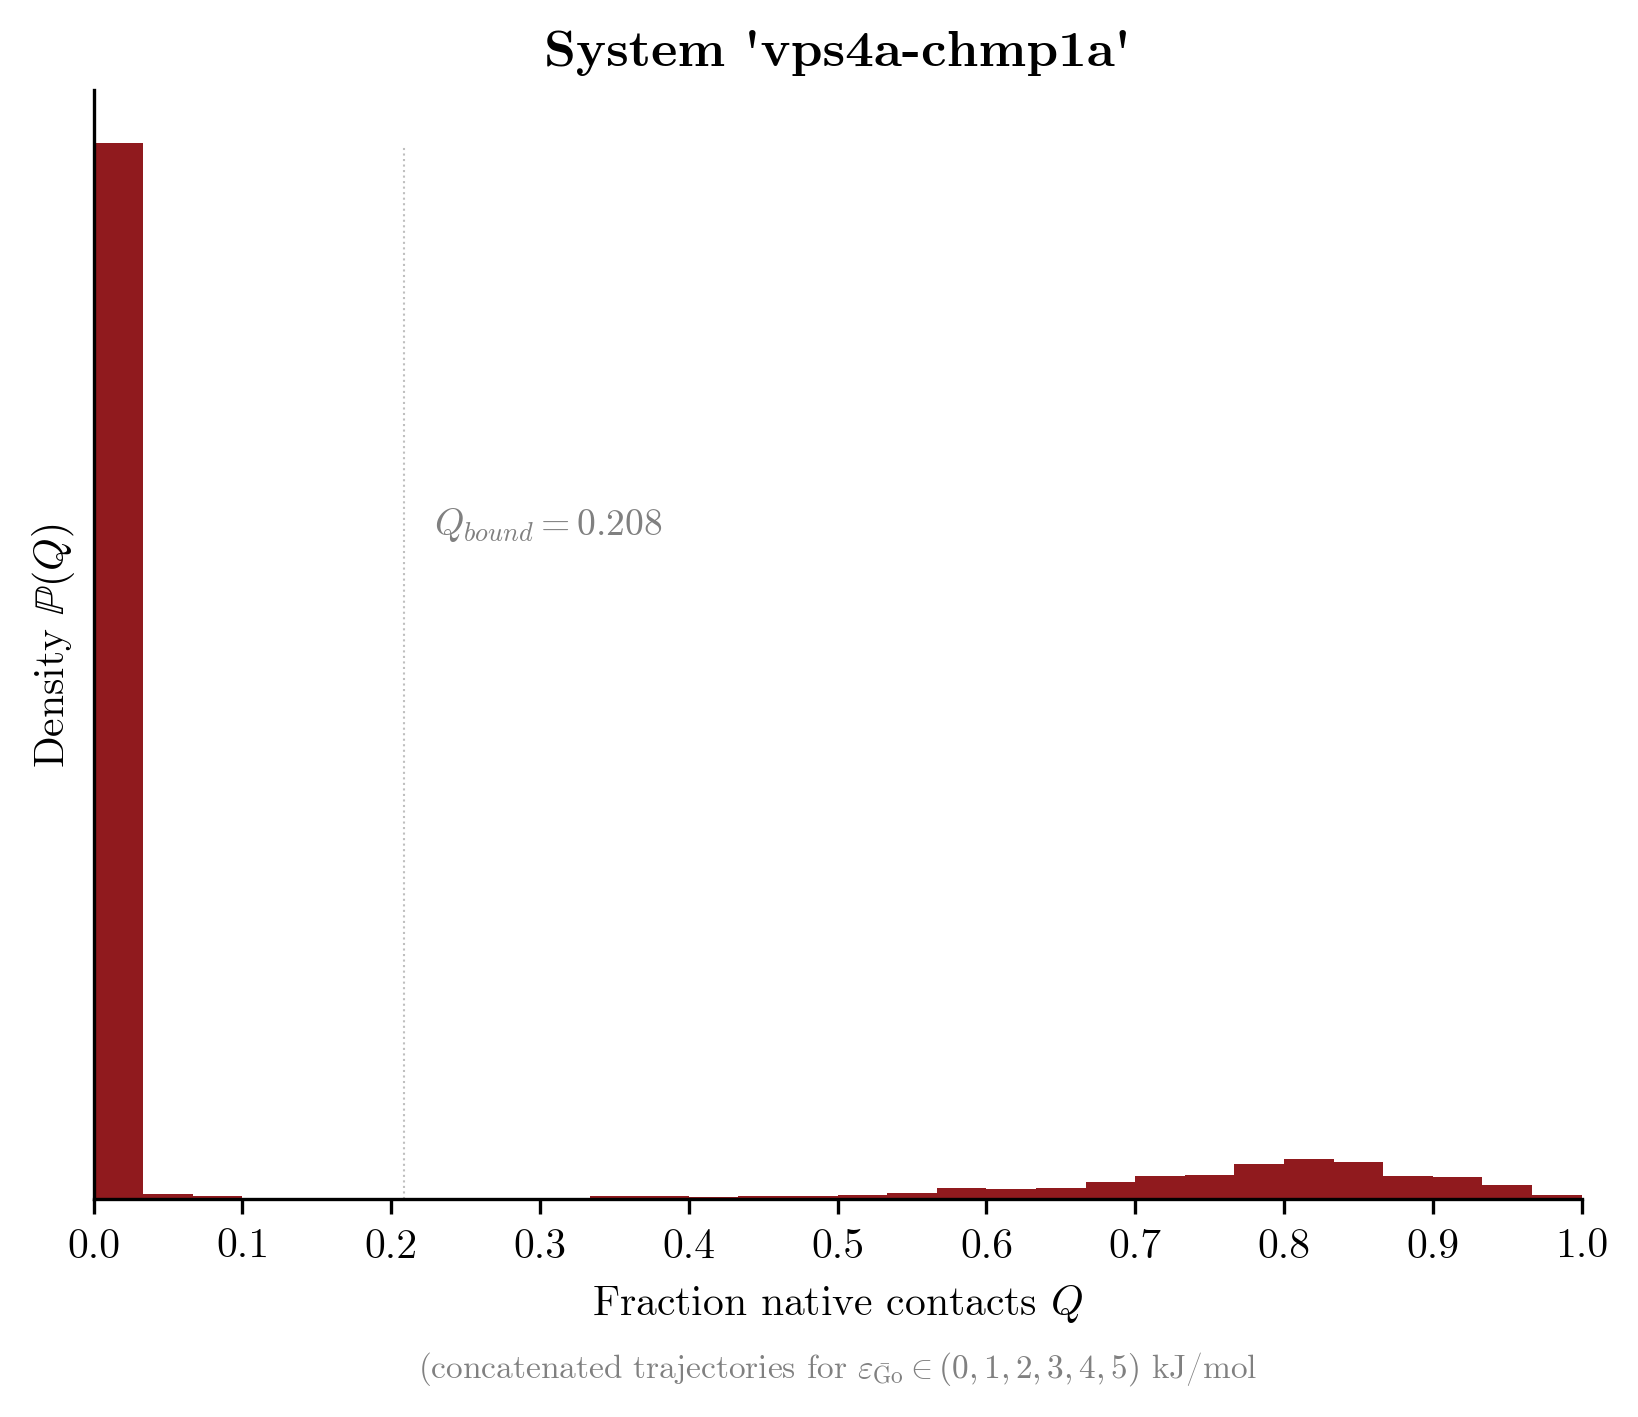 System 'vps4a-chmp1a'
Density ℙ(Q)
Q_bound = 0.208
0.0 0.1 0.2 0.3 0.4 0.5 0.6 0.7 0.8 0.9 1.0
Fraction native contacts Q
(concatenated trajectories for ε_Ḡo ∈ (0, 1, 2, 3, 4, 5) kJ/mol